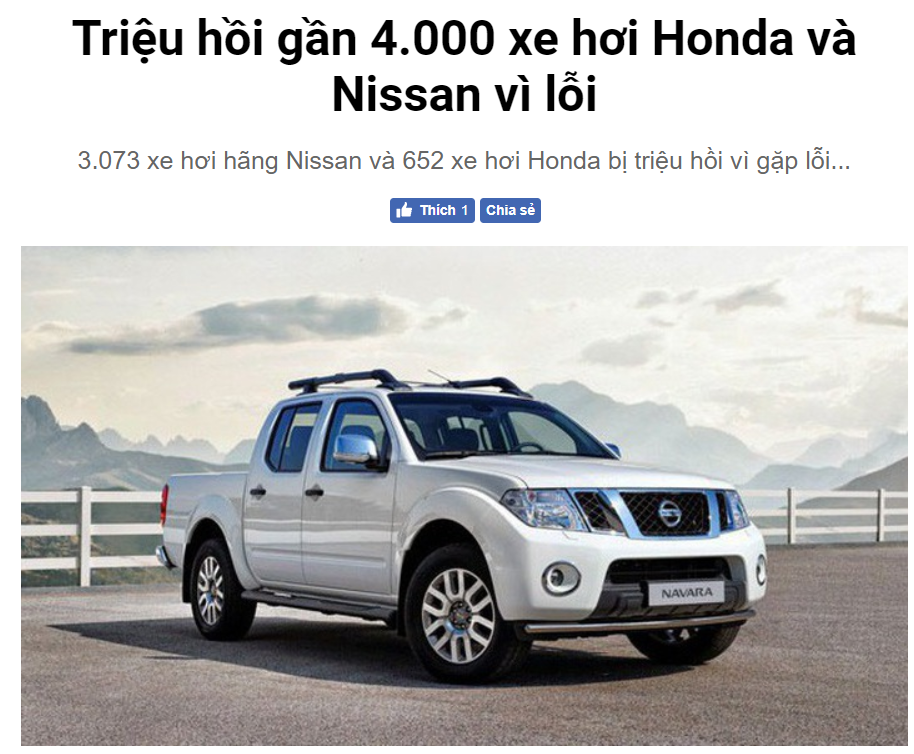 Triệu hồi gần 4.000 xe hơi Honda và
Nissan vì lỗi
3.073 xe hơi hãng Nissan và 652 xe hơi Honda bị triệu hồi vì gặp lỗi...
Thích 1 Chia sẻ
NAVARA